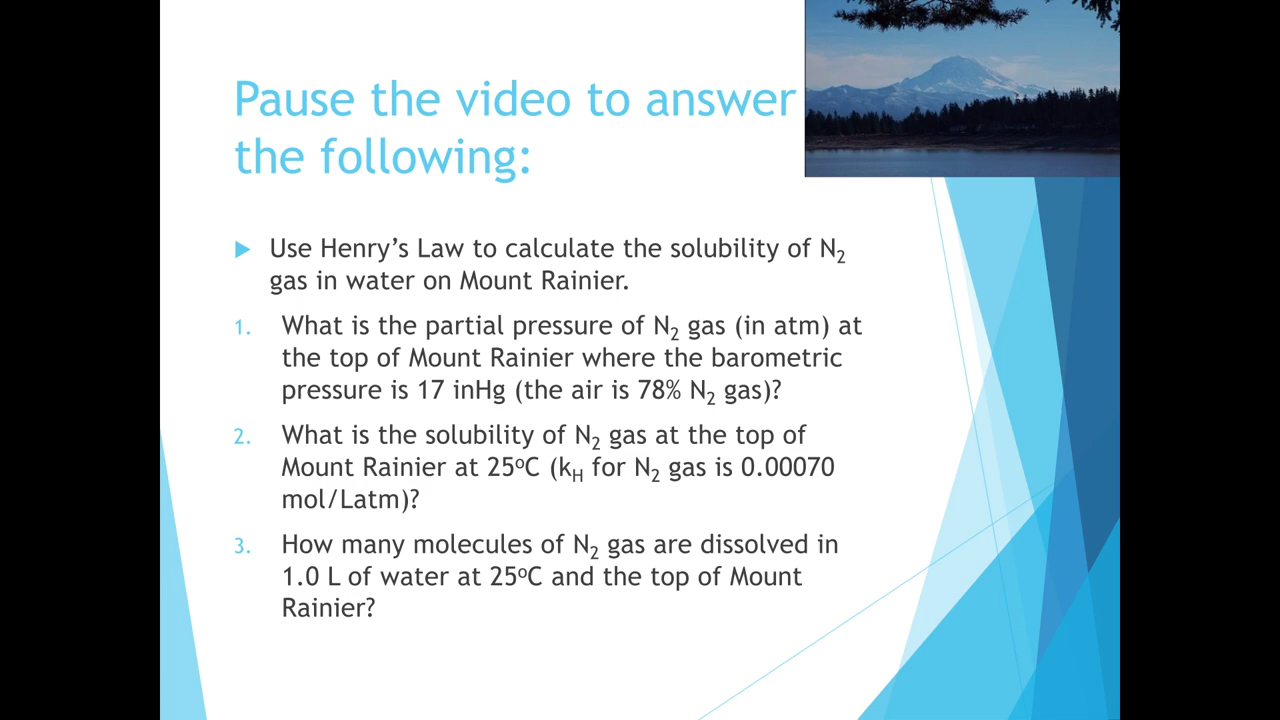 Pause the video to answer
the following:
Use Henry’s Law to calculate the solubility of N₂
gas in water on Mount Rainier.
1. What is the partial pressure of N₂ gas (in atm) at
the top of Mount Rainier where the barometric
pressure is 17 inHg (the air is 78% N₂ gas)?
2. What is the solubility of N₂ gas at the top of
Mount Rainier at 25ºC (k_H for N₂ gas is 0.00070
mol/Latm)?
3. How many molecules of N₂ gas are dissolved in
1.0 L of water at 25ºC and the top of Mount
Rainier?